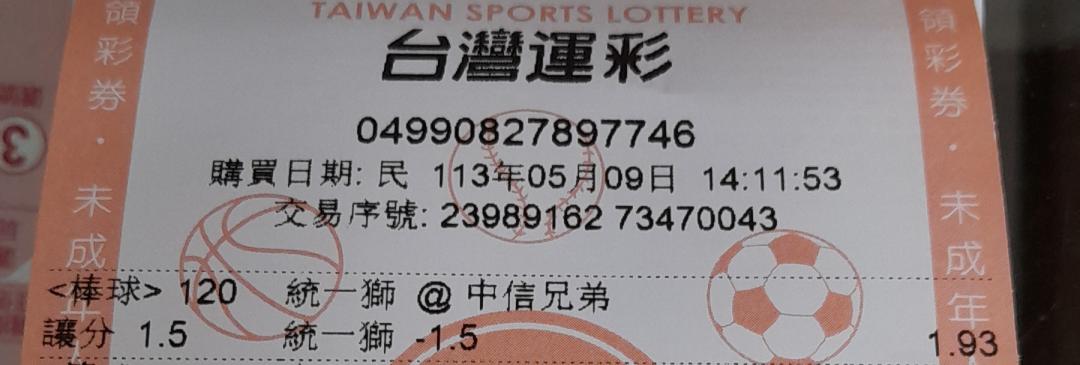 TAIWAN SPORTS LOTTERY
台灣運彩
04990827897746
購買日期: 民 113年05月09日 14:11:53
交易序號: 23989162 73470043
<棒球> 120 統一獅 @ 中信兄弟
讓分 1.5 統一獅 -1.5 1.93
領彩券·未成年
領彩券·未成年